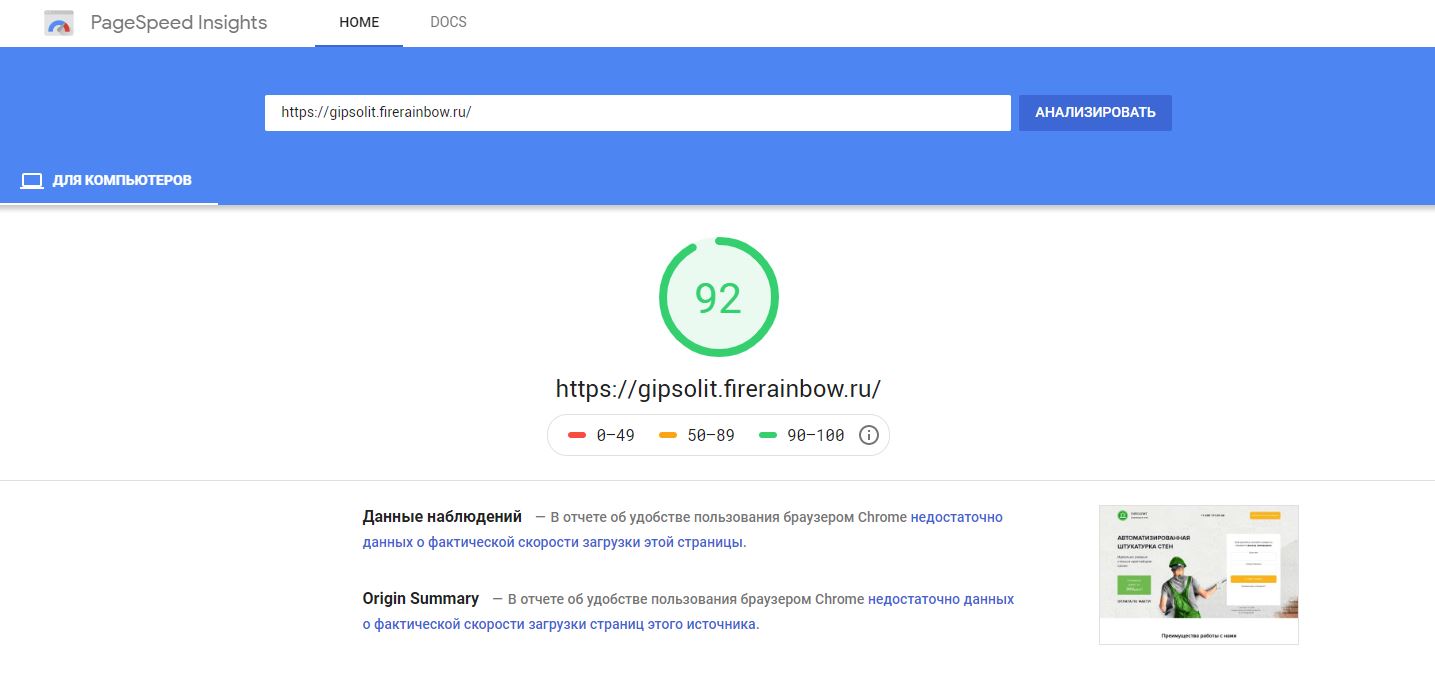 PageSpeed Insights
HOME
DOCS
https://gipsolit.firerainbow.ru/
АНАЛИЗИРОВАТЬ
ДЛЯ КОМПЬЮТЕРОВ
92
https://gipsolit.firerainbow.ru/
0–49
50–89
90–100
Данные наблюдений — В отчете об удобстве пользования браузером Chrome недостаточно
данных о фактической скорости загрузки этой страницы.
Origin Summary — В отчете об удобстве пользования браузером Chrome недостаточно данных
о фактической скорости загрузки страниц этого источника.
АВТОМАТИЗИРОВАННАЯ
ШТУКАТУРКА СТЕН
Преимущества работы с нами